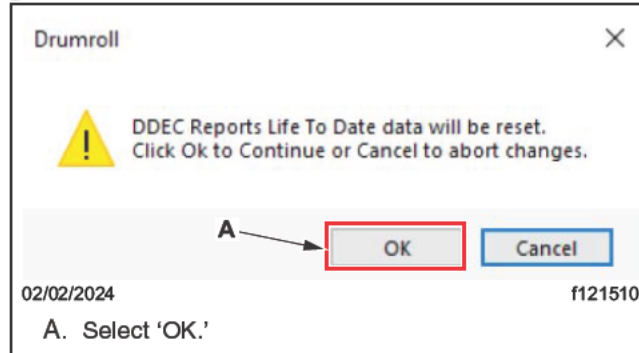 Drumroll
DDEC Reports Life To Date data will be reset.
Click Ok to Continue or Cancel to abort changes.
A
OK
Cancel
02/02/2024
f121510
A. Select ‘OK.’